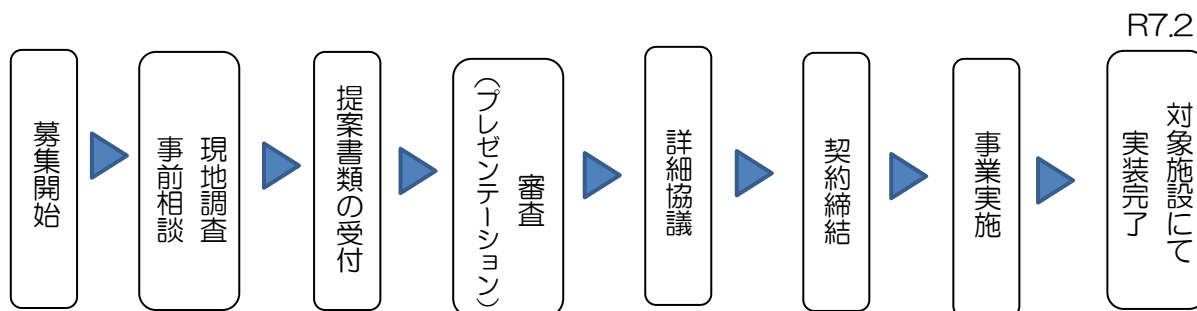 R7.2
募集開始
現地調査
事前相談
提案書類の受付
審査
（プレゼンテーション）
詳細協議
契約締結
事業実施
対象施設にて
実装完了